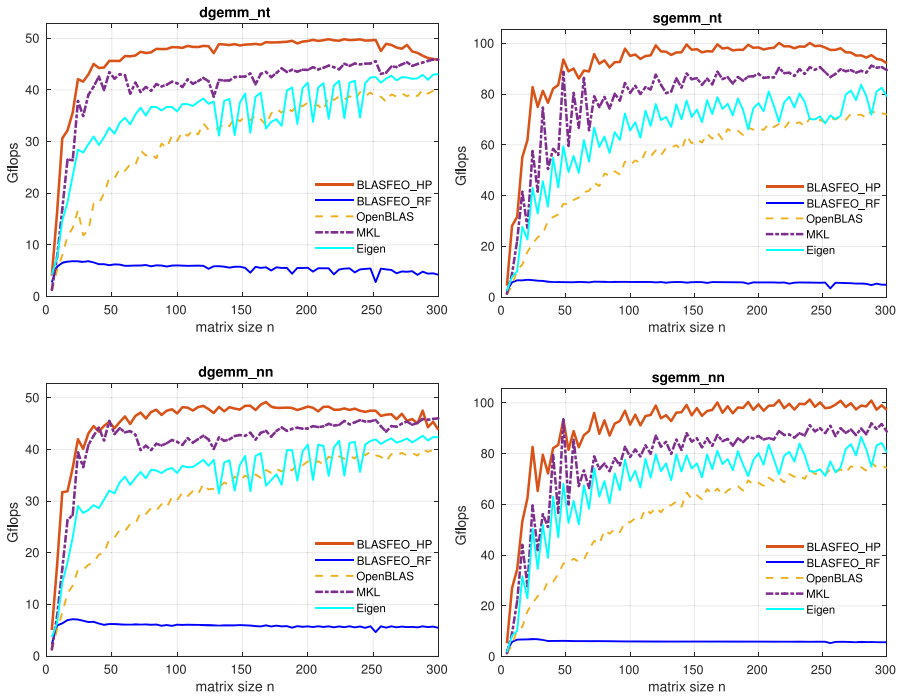 dgemm_nt
Gflops
50
40
30
20
10
0
BLASFEO_HP
BLASFEO_RF
OpenBLAS
MKL
Eigen
0 50 100 150 200 250 300
matrix size n
sgemm_nt
Gflops
100
80
60
40
20
0
BLASFEO_HP
BLASFEO_RF
OpenBLAS
MKL
Eigen
0 50 100 150 200 250 300
matrix size n
dgemm_nn
Gflops
50
40
30
20
10
0
BLASFEO_HP
BLASFEO_RF
OpenBLAS
MKL
Eigen
0 50 100 150 200 250 300
matrix size n
sgemm_nn
Gflops
100
80
60
40
20
0
BLASFEO_HP
BLASFEO_RF
OpenBLAS
MKL
Eigen
0 50 100 150 200 250 300
matrix size n